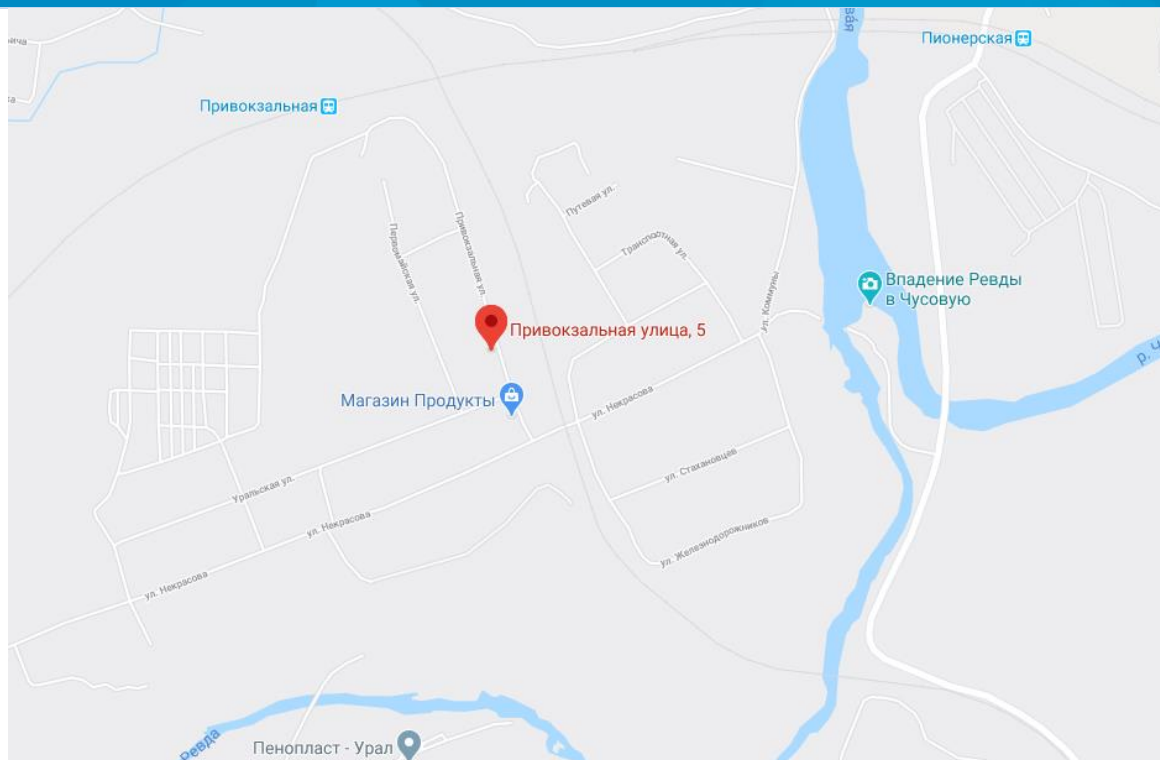 Пионерская
Привокзальная
Путевая ул.
Привокзальная ул.
Транспортная ул.
Первомайская ул.
ул. Коммуны
Впадение Ревды
в Чусовую
Привокзальная улица, 5
р. Ч
Магазин Продукты
ул. Некрасова
ул. Стахановцев
Уральская ул.
ул. Некрасова
ул. Железнодорожников
ул. Некрасова
Ревда
Пенопласт - Урал